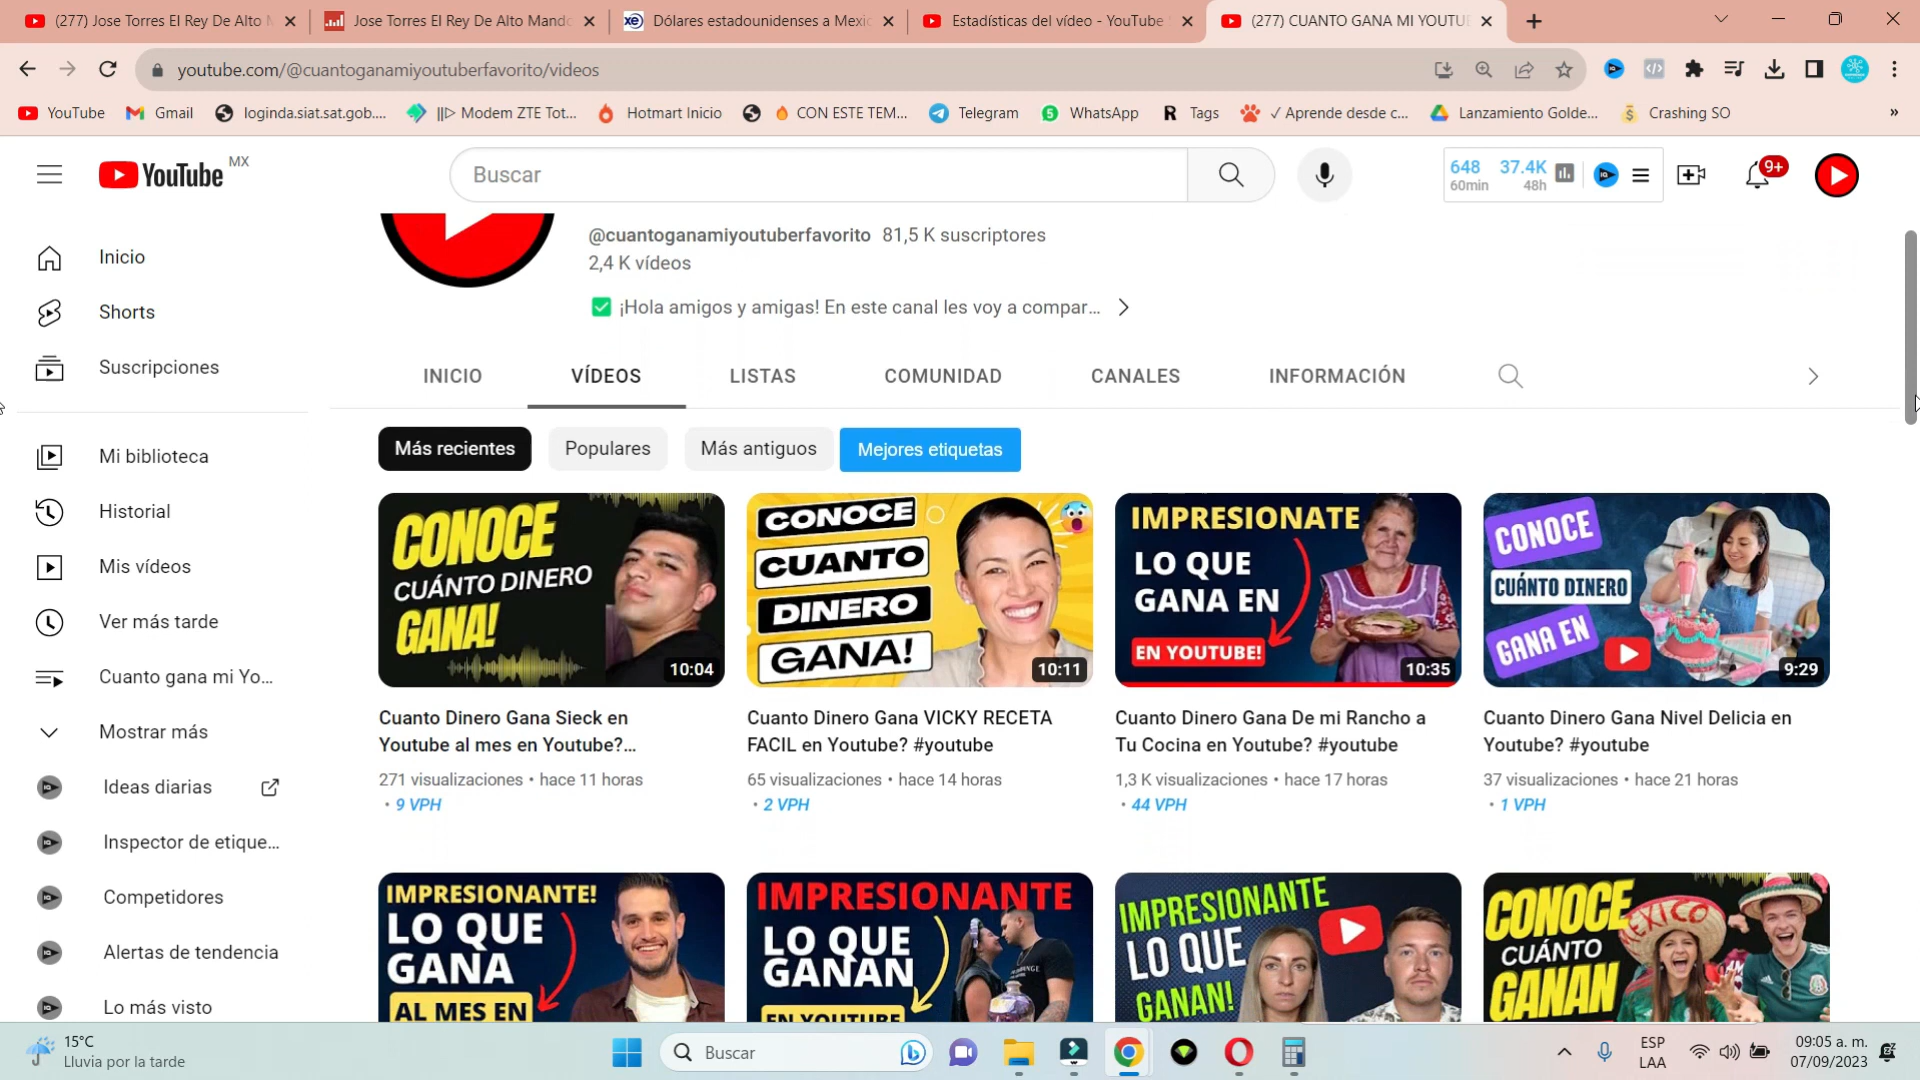 (277) Jose Torres El Rey De Alto M
Jose Torres El Rey De Alto Mando
Dólares estadounidenses a Mexic
Estadísticas del vídeo - YouTube S
(277) CUANTO GANA MI YOUTUB
youtube.com/@cuantoganamiyoutuberfavorito/videos
YouTube
Gmail
loginda.siat.sat.gob....
||▷ Modem ZTE Tot...
Hotmart Inicio
CON ESTE TEM...
Telegram
WhatsApp
Tags
✓ Aprende desde c...
Lanzamiento Golde...
Crashing SO
»
YouTube MX
Buscar
648 37.4K
60min 48h
9+
@cuantoganamiyoutuberfavorito 81,5 K suscriptores
2,4 K vídeos
¡Hola amigos y amigas! En este canal les voy a compar...
Inicio
Shorts
Suscripciones
Mi biblioteca
Historial
Mis vídeos
Ver más tarde
Cuanto gana mi Yo...
Mostrar más
Ideas diarias
Inspector de etique...
Competidores
Alertas de tendencia
Lo más visto
INICIO
VÍDEOS
LISTAS
COMUNIDAD
CANALES
INFORMACIÓN
Más recientes
Populares
Más antiguos
Mejores etiquetas
CONOCE
CUÁNTO DINERO
GANA!
10:04
CONOCE
CUANTO
DINERO
GANA!
10:11
IMPRESIONATE
LO QUE
GANA EN
EN YOUTUBE!
10:35
CONOCE
CUÁNTO DINERO
GANA EN
9:29
Cuanto Dinero Gana Sieck en
Youtube al mes en Youtube?...
271 visualizaciones • hace 11 horas
• 9 VPH
Cuanto Dinero Gana VICKY RECETA
FACIL en Youtube? #youtube
65 visualizaciones • hace 14 horas
• 2 VPH
Cuanto Dinero Gana De mi Rancho a
Tu Cocina en Youtube? #youtube
1,3 K visualizaciones • hace 17 horas
• 44 VPH
Cuanto Dinero Gana Nivel Delicia en
Youtube? #youtube
37 visualizaciones • hace 21 horas
• 1 VPH
IMPRESIONANTE!
LO QUE
GANA
AL MES EN
IMPRESIONANTE
LO QUE
GANAN
EN YOUTUBE
IMPRESIONANTE
LO QUE
GANAN!
CONOCE
CUÁNTO
GANAN
MEXICO
15°C
Lluvia por la tarde
Buscar
ESP
LAA
09:05 a. m.
07/09/2023